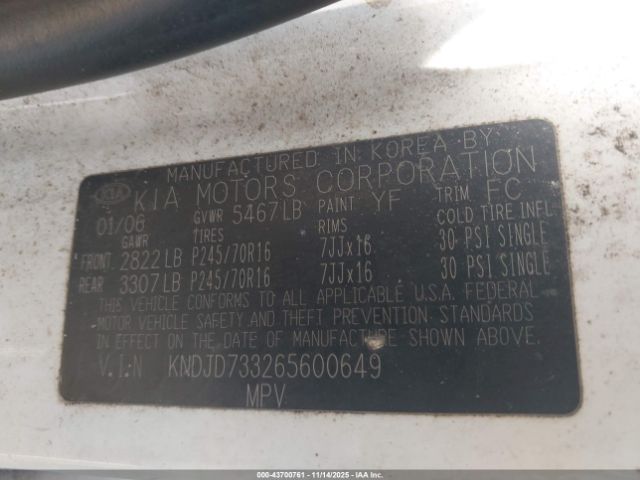 MANUFACTURED IN KOREA BY
KIA KIA MOTORS CORPORATION
01/06 GVWR 5467LB PAINT YF TRIM FC
GAWR TIRES RIMS COLD TIRE INFL.
FRONT 2822LB P245/70R16 7JJx16 30 PSI SINGLE
REAR 3307LB P245/70R16 7JJx16 30 PSI SINGLE
THIS VEHICLE CONFORMS TO ALL APPLICABLE U.S.A. FEDERAL
MOTOR VEHICLE SAFETY AND THEFT PREVENTION STANDARDS
IN EFFECT ON THE DATE OF MANUFACTURE SHOWN ABOVE.
V.I.N KNDJD733265600649
MPV
000-43700761 - 11/14/2025 - IAAI.COM